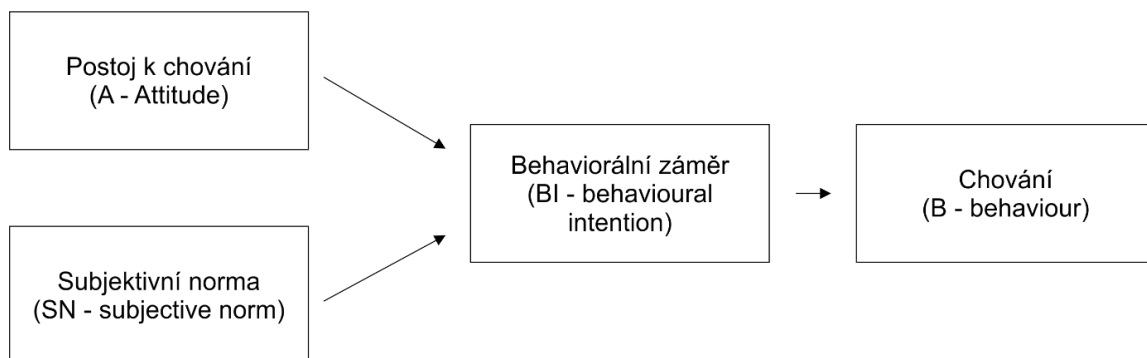 Postoj k chování
(A - Attitude)
Subjektivní norma
(SN - subjective norm)
Behaviorální záměr
(BI - behavioural
intention)
Chování
(B - behaviour)